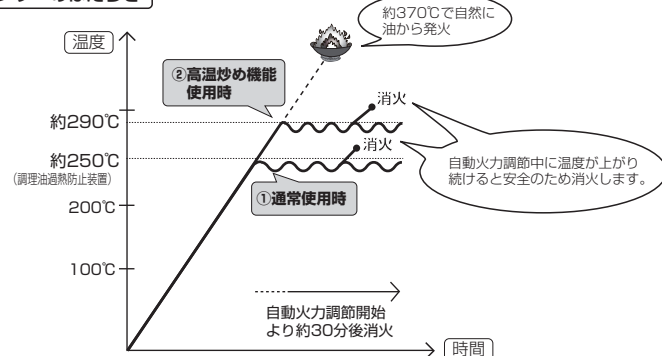 約370℃で自然に
油から発火
温度
②高温炒め機能
使用時
消火
約290℃
消火
約250℃
(調理油過熱防止装置)
自動火力調節中に温度が上がり
続けると安全のため消火します。
①通常使用時
200℃
100℃
自動火力調節開始
より約30分後消火
時間